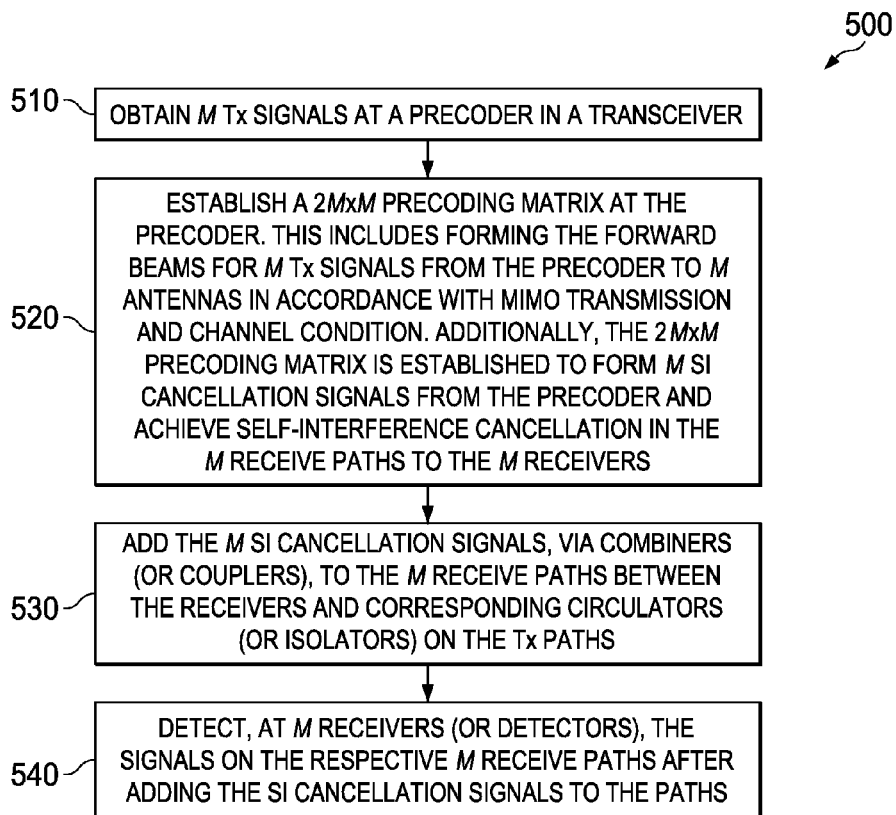 500
510
OBTAIN M Tx SIGNALS AT A PRECODER IN A TRANSCEIVER
520
ESTABLISH A 2MxM PRECODING MATRIX AT THE
PRECODER. THIS INCLUDES FORMING THE FORWARD
BEAMS FOR M Tx SIGNALS FROM THE PRECODER TO M
ANTENNAS IN ACCORDANCE WITH MIMO TRANSMISSION
AND CHANNEL CONDITION. ADDITIONALLY, THE 2MxM
PRECODING MATRIX IS ESTABLISHED TO FORM M SI
CANCELLATION SIGNALS FROM THE PRECODER AND
ACHIEVE SELF-INTERFERENCE CANCELLATION IN THE
M RECEIVE PATHS TO THE M RECEIVERS
530
ADD THE M SI CANCELLATION SIGNALS, VIA COMBINERS
(OR COUPLERS), TO THE M RECEIVE PATHS BETWEEN
THE RECEIVERS AND CORRESPONDING CIRCULATORS
(OR ISOLATORS) ON THE Tx PATHS
540
DETECT, AT M RECEIVERS (OR DETECTORS), THE
SIGNALS ON THE RESPECTIVE M RECEIVE PATHS AFTER
ADDING THE SI CANCELLATION SIGNALS TO THE PATHS